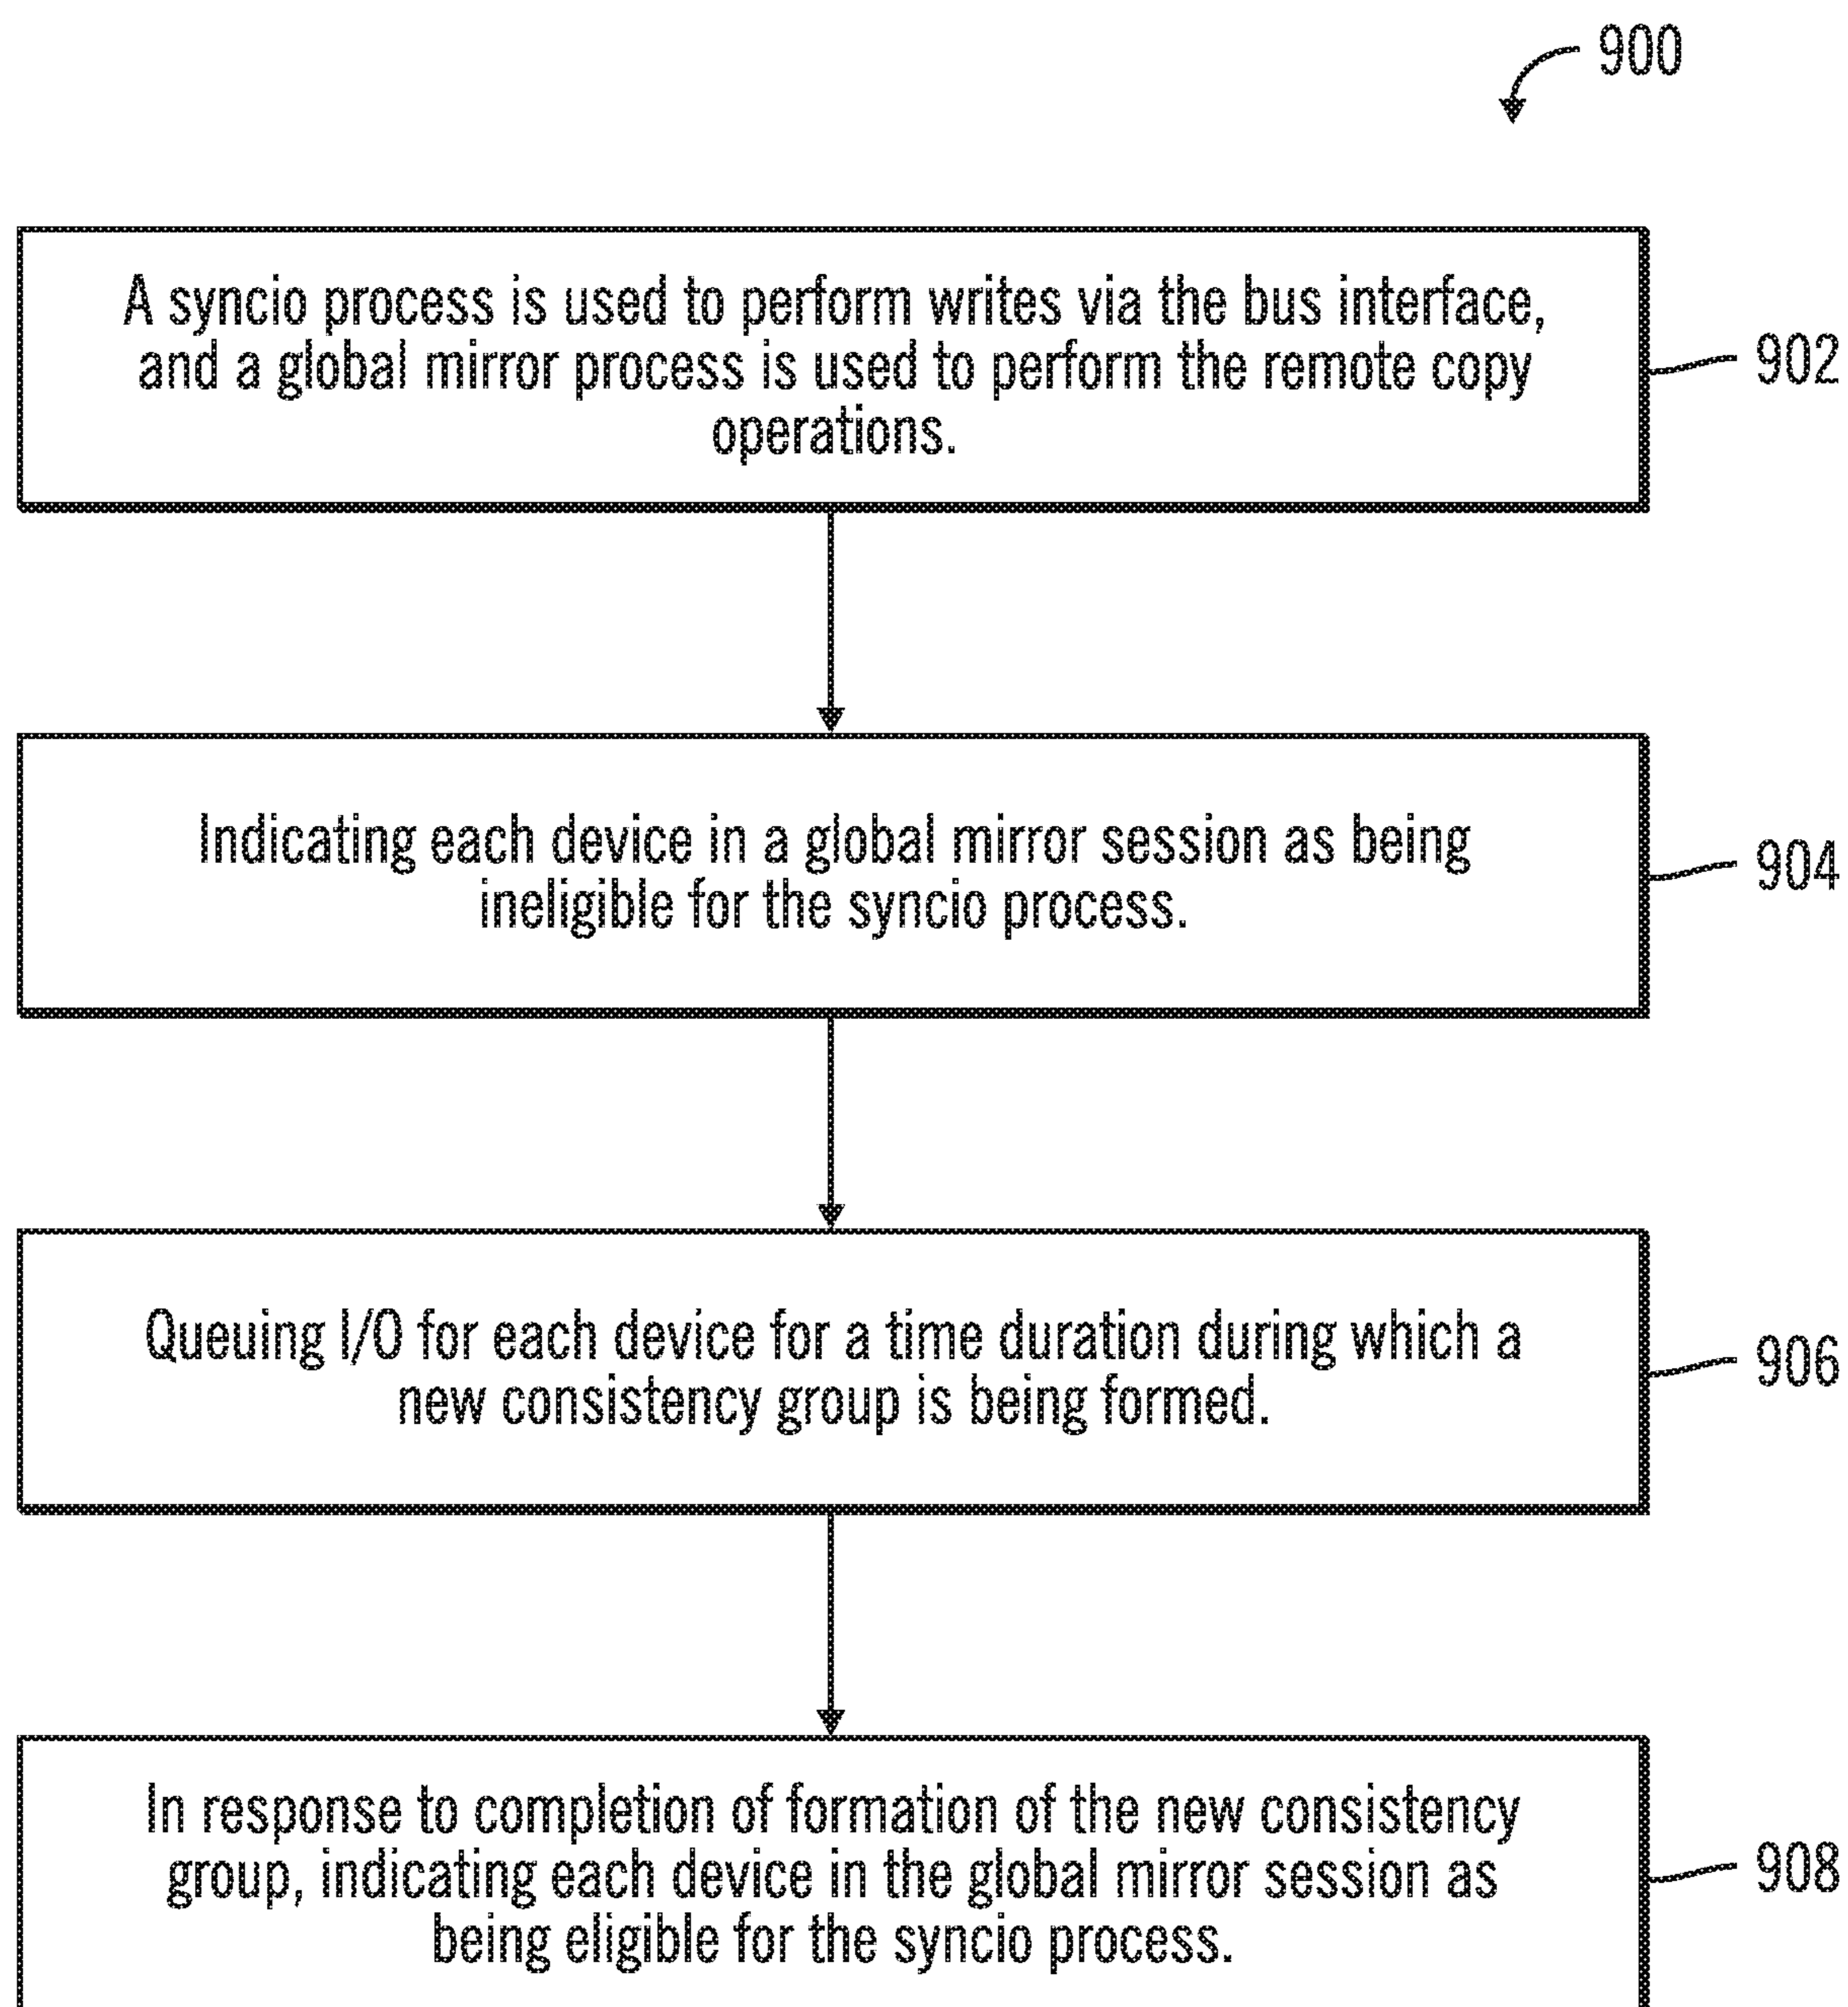 900
A syncio process is used to perform writes via the bus interface,
and a global mirror process is used to perform the remote copy
operations.
902
Indicating each device in a global mirror session as being
ineligible for the syncio process.
904
Queuing I/O for each device for a time duration during which a
new consistency group is being formed.
906
In response to completion of formation of the new consistency
group, indicating each device in the global mirror session as
being eligible for the syncio process.
908